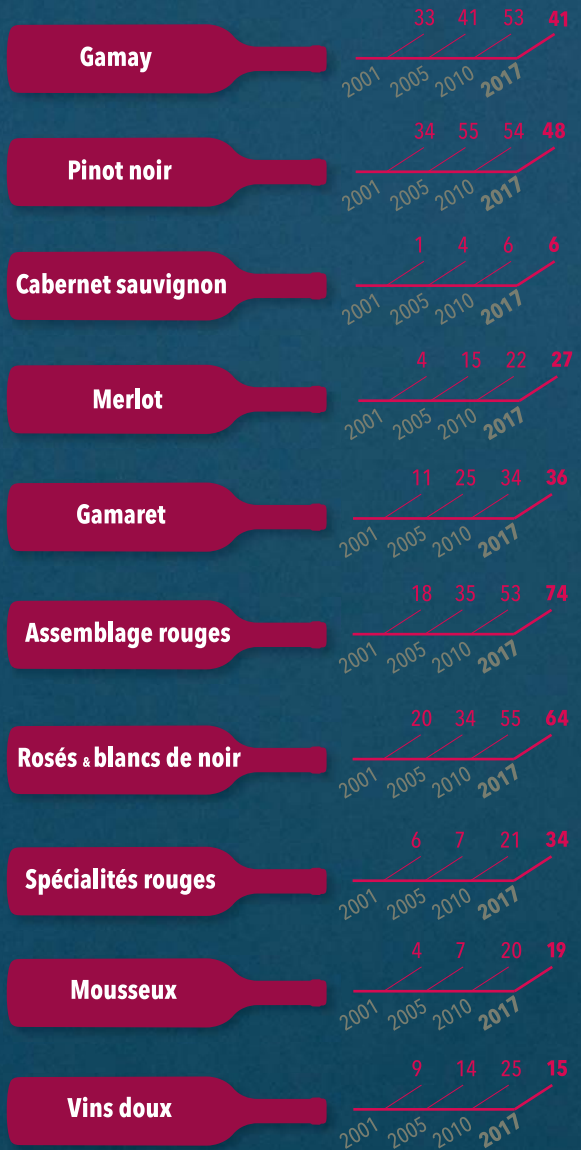 33 41 53 41
Gamay
2001 2005 2010 2017
34 55 54 48
Pinot noir
2001 2005 2010 2017
1 4 6 6
Cabernet sauvignon
2001 2005 2010 2017
4 15 22 27
Merlot
2001 2005 2010 2017
11 25 34 36
Gamaret
2001 2005 2010 2017
18 35 53 74
Assemblage rouges
2001 2005 2010 2017
20 34 55 64
Rosés & blancs de noir
2001 2005 2010 2017
6 7 21 34
Spécialités rouges
2001 2005 2010 2017
4 7 20 19
Mousseux
2001 2005 2010 2017
9 14 25 15
Vins doux
2001 2005 2010 2017